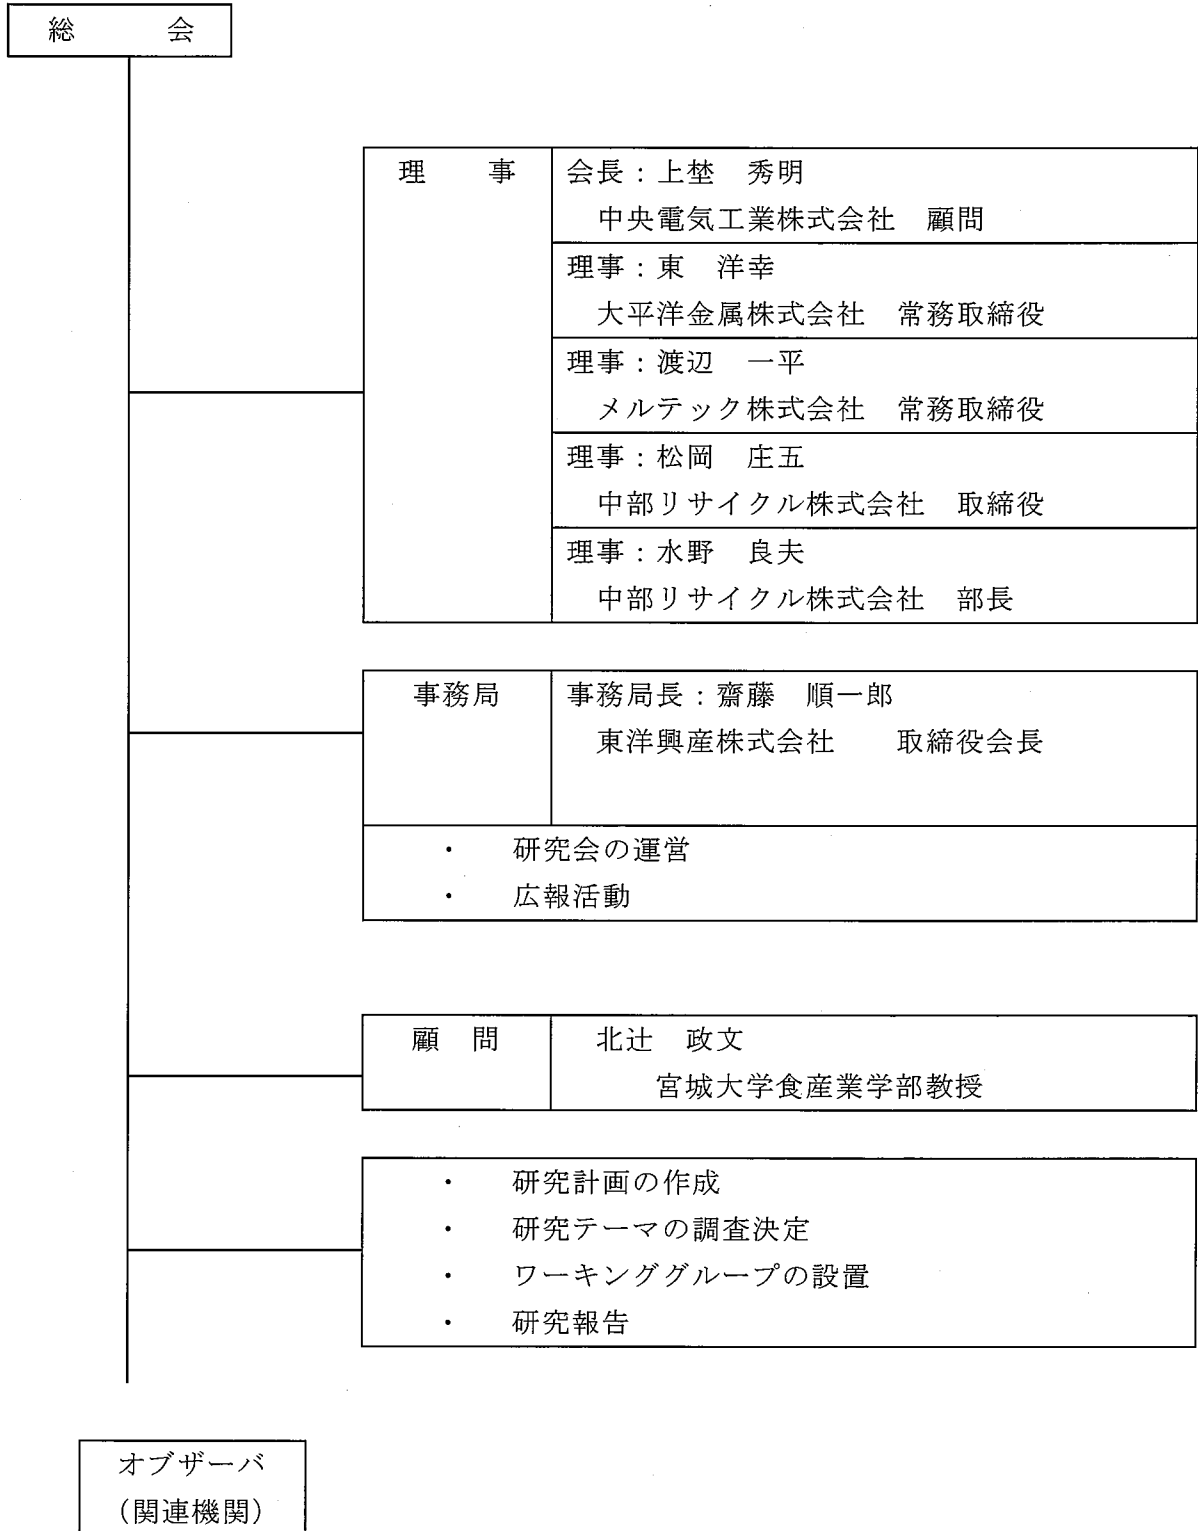 総　　会
理　事
会長：上埜　秀明
中央電気工業株式会社　顧問
理事：東　洋幸
大平洋金属株式会社　常務取締役
理事：渡辺　一平
メルテック株式会社　常務取締役
理事：松岡　庄五
中部リサイクル株式会社　取締役
理事：水野　良夫
中部リサイクル株式会社　部長
事務局
事務局長：齋藤　順一郎
東洋興産株式会社　　取締役会長
・　研究会の運営
・　広報活動
顧　問
北辻　政文
宮城大学食産業学部教授
・　研究計画の作成
・　研究テーマの調査決定
・　ワーキンググループの設置
・　研究報告
オブザーバ
（関連機関）